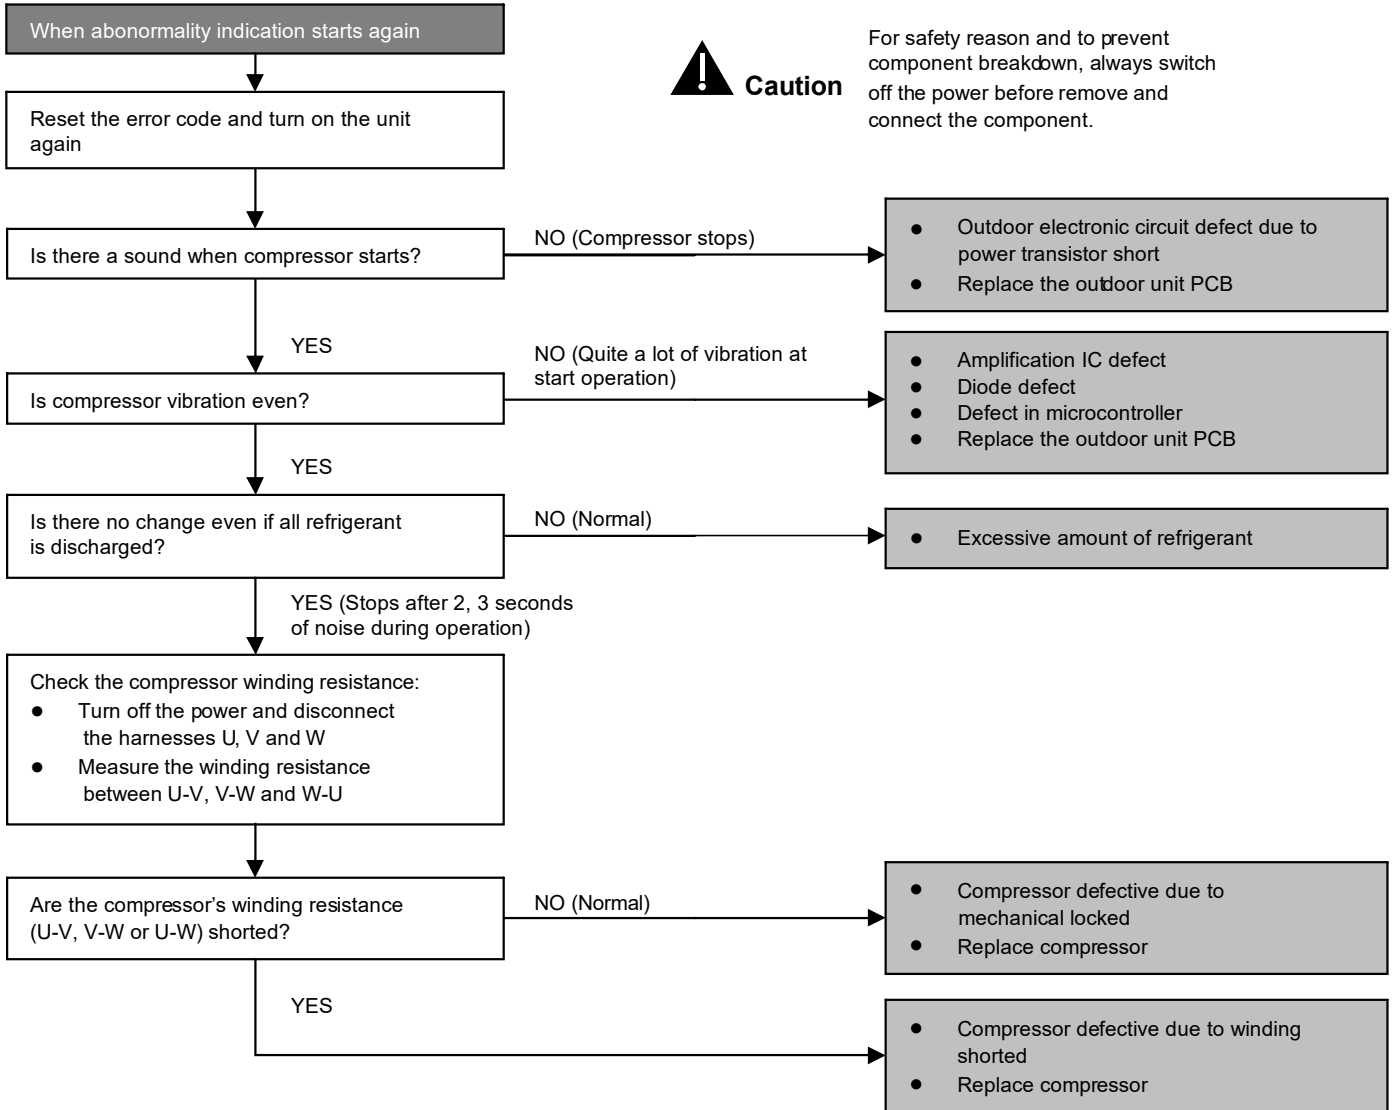 When abonormality indication starts again
Caution
For safety reason and to prevent
component breakdown, always switch
off the power before remove and
connect the component.
Reset the error code and turn on the unit
again
Is there a sound when compressor starts?
NO (Compressor stops)
● Outdoor electronic circuit defect due to
power transistor short
● Replace the outdoor unit PCB
YES
Is compressor vibration even?
NO (Quite a lot of vibration at
start operation)
● Amplification IC defect
● Diode defect
● Defect in microcontroller
● Replace the outdoor unit PCB
YES
Is there no change even if all refrigerant
is discharged?
NO (Normal)
● Excessive amount of refrigerant
YES (Stops after 2, 3 seconds
of noise during operation)
Check the compressor winding resistance:
● Turn off the power and disconnect
the harnesses U, V and W
● Measure the winding resistance
between U-V, V-W and W-U
Are the compressor’s winding resistance
(U-V, V-W or U-W) shorted?
NO (Normal)
● Compressor defective due to
mechanical locked
● Replace compressor
YES
● Compressor defective due to winding
shorted
● Replace compressor